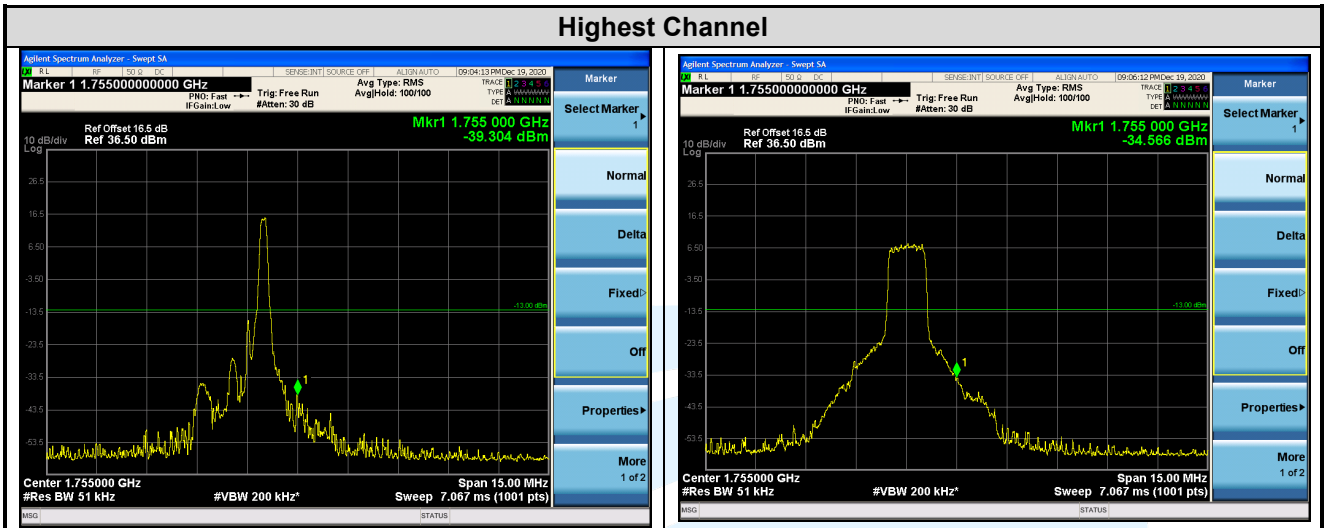 Highest Channel
Agilent Spectrum Analyzer - Swept SA
RL RF 50 Ω DC SENSE:INT SOURCE OFF ALIGN AUTO 09:04:13 PM Dec 19, 2020
Marker 1 1.755000000000 GHz
PNO: Fast
IFGain:Low
Trig: Free Run
#Atten: 30 dB
Avg Type: RMS
Avg|Hold: 100/100
TRACE 1 2 3 4 5 6
TYPE A
DET A N N N N N
Ref Offset 16.5 dB
Ref 36.50 dBm
10 dB/div
Log
Mkr1 1.755 000 GHz
-39.304 dBm
26.5
16.5
6.50
-3.50
-13.5
-23.5
-33.5
-43.5
-53.5
-13.00 dBm
1
Center 1.755000 GHz
#Res BW 51 kHz
#VBW 200 kHz*
Span 15.00 MHz
Sweep 7.067 ms (1001 pts)
MSG
STATUS
Marker
Select Marker
1
Normal
Delta
Fixed
Off
Properties
More
1 of 2
Agilent Spectrum Analyzer - Swept SA
RL RF 50 Ω DC SENSE:INT SOURCE OFF ALIGN AUTO 09:06:12 PM Dec 19, 2020
Marker 1 1.755000000000 GHz
PNO: Fast
IFGain:Low
Trig: Free Run
#Atten: 30 dB
Avg Type: RMS
Avg|Hold: 100/100
TRACE 1 2 3 4 5 6
TYPE A
DET A N N N N N
Ref Offset 16.5 dB
Ref 36.50 dBm
10 dB/div
Log
Mkr1 1.755 000 GHz
-34.566 dBm
26.5
16.5
6.50
-3.50
-13.5
-23.5
-33.5
-43.5
-53.5
-13.00 dBm
1
Center 1.755000 GHz
#Res BW 51 kHz
#VBW 200 kHz*
Span 15.00 MHz
Sweep 7.067 ms (1001 pts)
MSG
STATUS
Marker
Select Marker
1
Normal
Delta
Fixed
Off
Properties
More
1 of 2